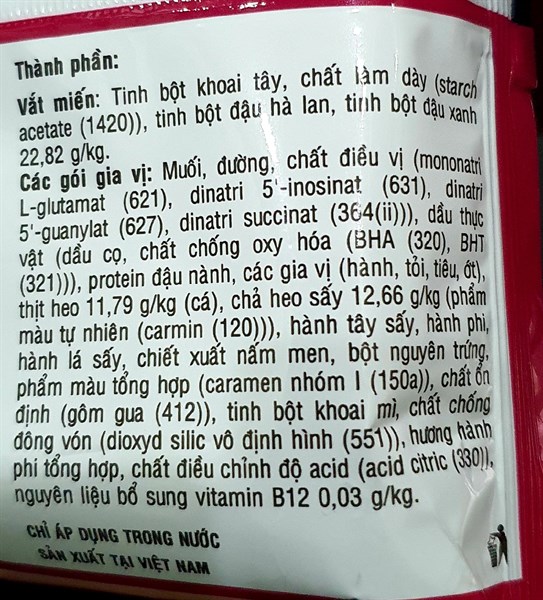 Thành phần:
Vắt miến: Tinh bột khoai tây, chất làm dày (starch
acetate (1420)), tinh bột đậu hà lan, tinh bột đậu xanh
22,82 g/kg.
Các gói gia vị: Muối, đường, chất điều vị (mononatri
L-glutamat (621), dinatri 5'-inosinat (631), dinatri
5'-guanylat (627), dinatri succinat (364(ii))), dầu thực
vật (dầu cọ, chất chống oxy hóa (BHA (320), BHT
(321))), protein đậu nành, các gia vị (hành, tỏi, tiêu, ớt),
thịt heo 11,79 g/kg (cá), chả heo sấy 12,66 g/kg (phẩm
màu tự nhiên (carmin (120))), hành tây sấy, hành phi,
hành lá sấy, chiết xuất nấm men, bột nguyên trứng,
phẩm màu tổng hợp (caramen nhóm I (150a)), chất ổn
định (gôm gua (412)), tinh bột khoai mì, chất chống
đông vón (dioxyd silic vô định hình (551)), hương hành
phi tổng hợp, chất điều chỉnh độ acid (acid citric (330)),
nguyên liệu bổ sung vitamin B12 0,03 g/kg.
CHỈ ÁP DỤNG TRONG NƯỚC
SẢN XUẤT TẠI VIỆT NAM